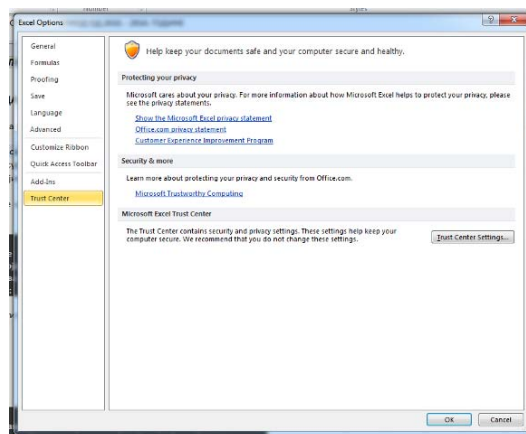 Number
Styles
Excel Options
General
Formulas
Proofing
Save
Language
Advanced
Customize Ribbon
Quick Access Toolbar
Add-Ins
Trust Center
Help keep your documents safe and your computer secure and healthy.
Protecting your privacy
Microsoft cares about your privacy. For more information about how Microsoft Excel helps to protect your privacy, please
see the privacy statements.
Show the Microsoft Excel privacy statement
Office.com privacy statement
Customer Experience Improvement Program
Security & more
Learn more about protecting your privacy and security from Office.com.
Microsoft Trustworthy Computing
Microsoft Excel Trust Center
The Trust Center contains security and privacy settings. These settings help keep your
computer secure. We recommend that you do not change these settings.
Trust Center Settings...
OK
Cancel